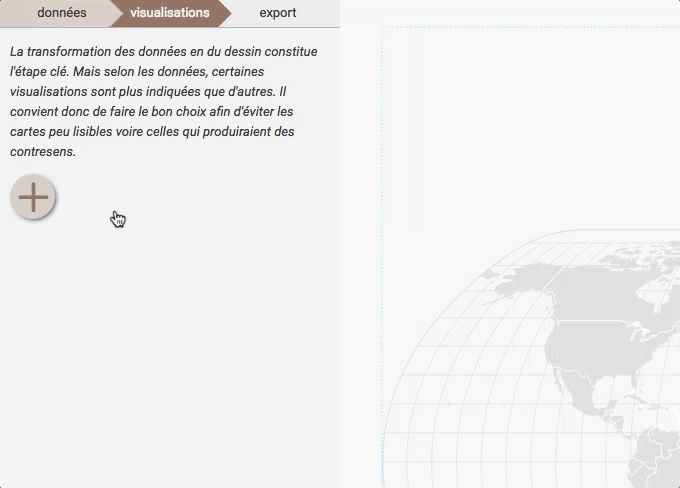 données visualisations export
La transformation des données en du dessin constitue
l'étape clé. Mais selon les données, certaines
visualisations sont plus indiquées que d'autres. Il
convient donc de faire le bon choix afin d'éviter les
cartes peu lisibles voire celles qui produiraient des
contresens.